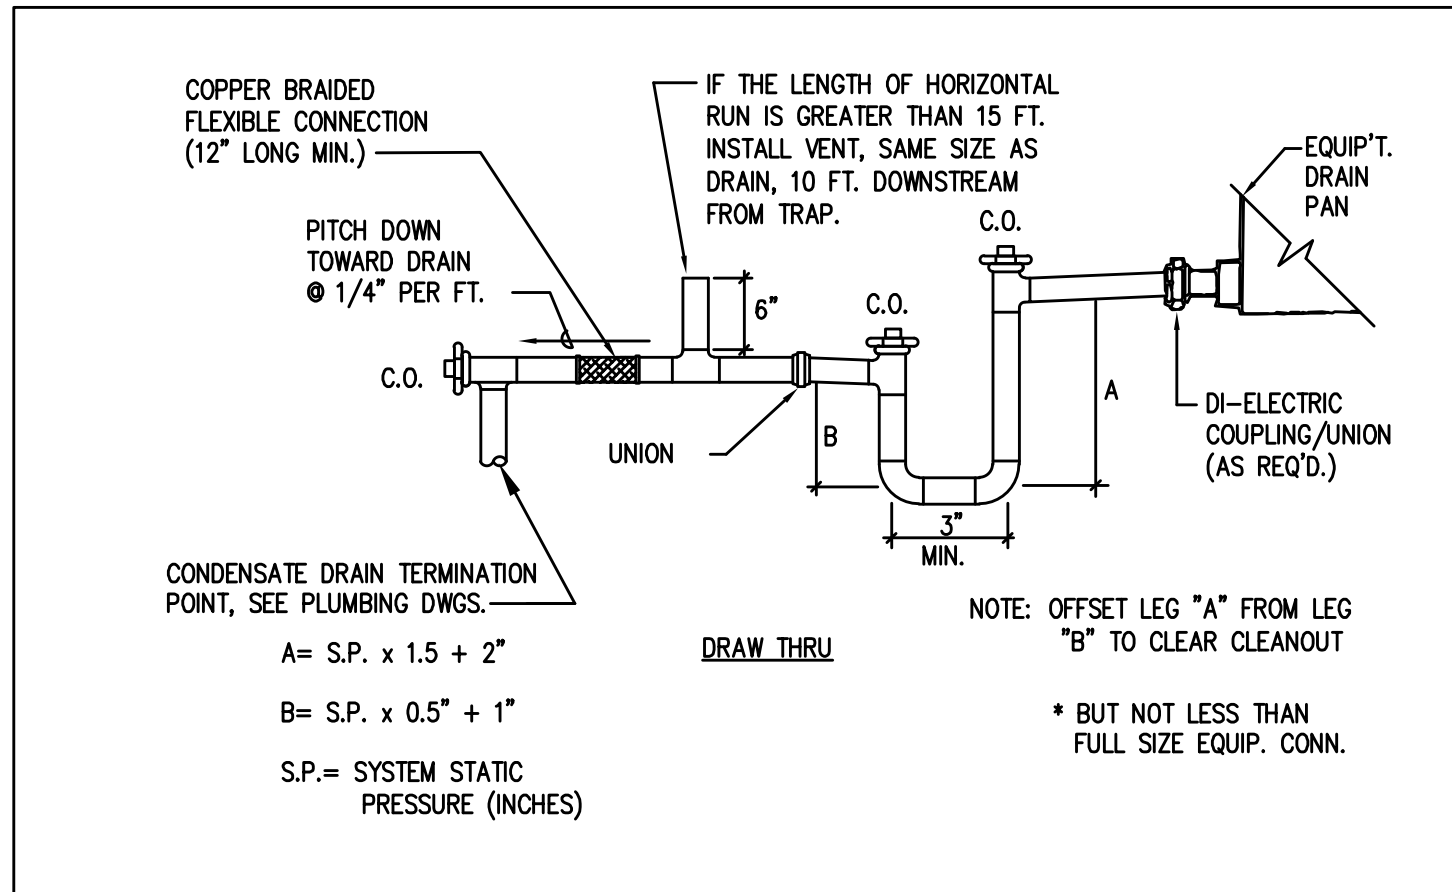 COPPER BRAIDED
FLEXIBLE CONNECTION
(12" LONG MIN.)
IF THE LENGTH OF HORIZONTAL
RUN IS GREATER THAN 15 FT.
INSTALL VENT, SAME SIZE AS
DRAIN, 10 FT. DOWNSTREAM
FROM TRAP.
EQUIP'T.
DRAIN
PAN
PITCH DOWN
TOWARD DRAIN
@ 1/4" PER FT.
C.O.
6"
C.O.
C.O.
A
B
UNION
DI-ELECTRIC
COUPLING/UNION
(AS REQ'D.)
3"
MIN.
CONDENSATE DRAIN TERMINATION
POINT, SEE PLUMBING DWGS.
A= S.P. x 1.5 + 2"
B= S.P. x 0.5" + 1"
S.P.= SYSTEM STATIC
PRESSURE (INCHES)
DRAW THRU
NOTE: OFFSET LEG "A" FROM LEG
"B" TO CLEAR CLEANOUT
* BUT NOT LESS THAN
FULL SIZE EQUIP. CONN.